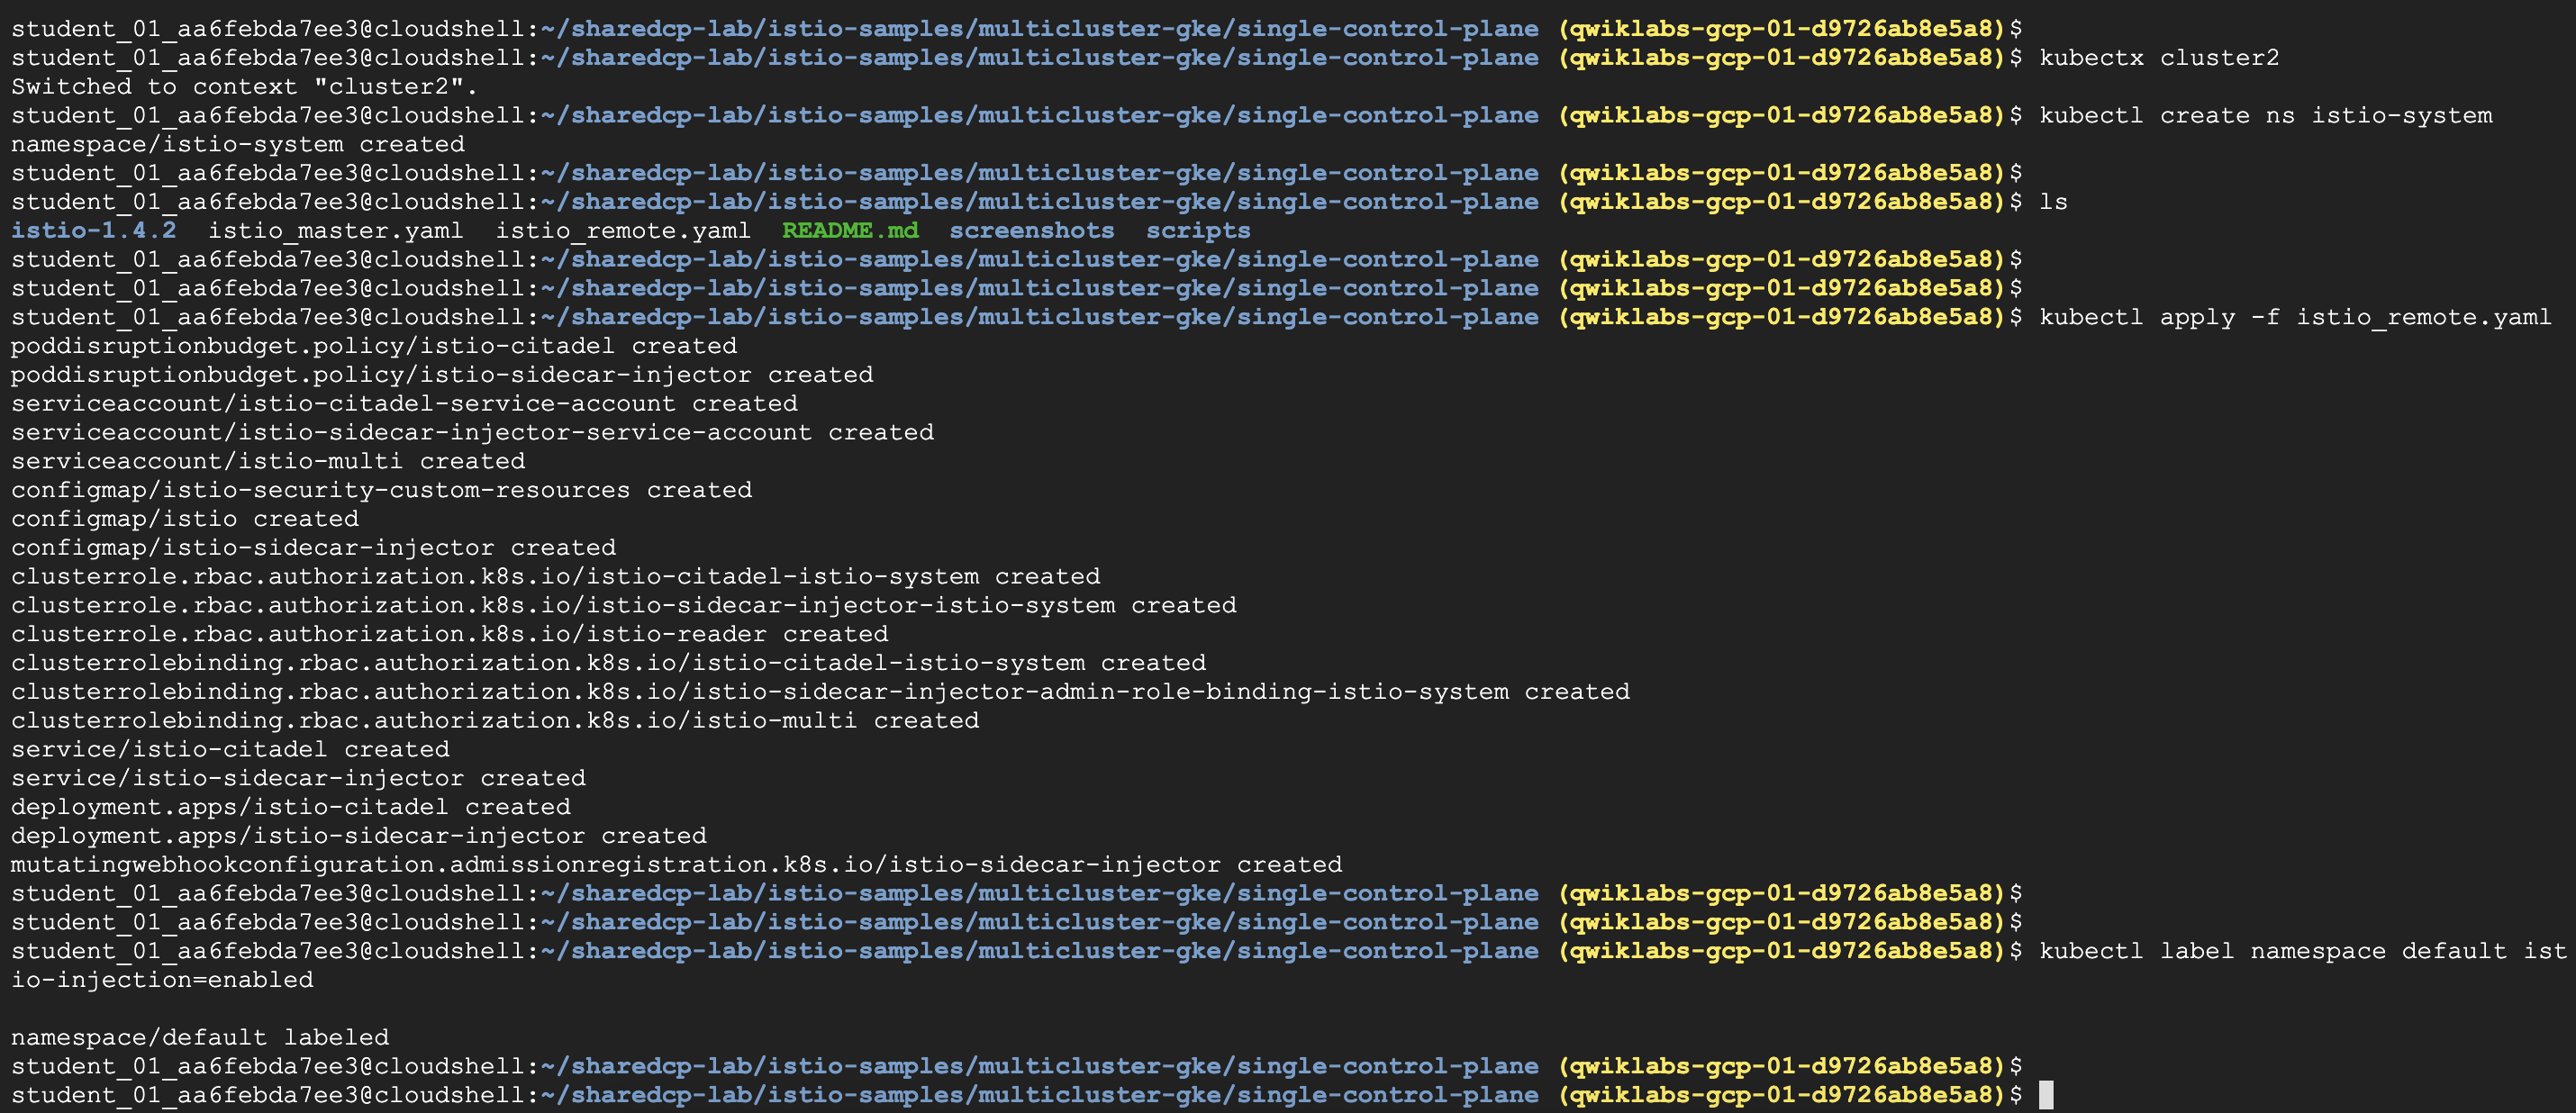 student_01_aa6febda7ee3@cloudshell:~/sharedcp-lab/istio-samples/multicluster-gke/single-control-plane (qwiklabs-gcp-01-d9726ab8e5a8)$
student_01_aa6febda7ee3@cloudshell:~/sharedcp-lab/istio-samples/multicluster-gke/single-control-plane (qwiklabs-gcp-01-d9726ab8e5a8)$ kubectx cluster2
Switched to context "cluster2".
student_01_aa6febda7ee3@cloudshell:~/sharedcp-lab/istio-samples/multicluster-gke/single-control-plane (qwiklabs-gcp-01-d9726ab8e5a8)$ kubectl create ns istio-system
namespace/istio-system created
student_01_aa6febda7ee3@cloudshell:~/sharedcp-lab/istio-samples/multicluster-gke/single-control-plane (qwiklabs-gcp-01-d9726ab8e5a8)$
student_01_aa6febda7ee3@cloudshell:~/sharedcp-lab/istio-samples/multicluster-gke/single-control-plane (qwiklabs-gcp-01-d9726ab8e5a8)$ ls
istio-1.4.2  istio_master.yaml  istio_remote.yaml  README.md  screenshots  scripts
student_01_aa6febda7ee3@cloudshell:~/sharedcp-lab/istio-samples/multicluster-gke/single-control-plane (qwiklabs-gcp-01-d9726ab8e5a8)$
student_01_aa6febda7ee3@cloudshell:~/sharedcp-lab/istio-samples/multicluster-gke/single-control-plane (qwiklabs-gcp-01-d9726ab8e5a8)$
student_01_aa6febda7ee3@cloudshell:~/sharedcp-lab/istio-samples/multicluster-gke/single-control-plane (qwiklabs-gcp-01-d9726ab8e5a8)$ kubectl apply -f istio_remote.yaml
poddisruptionbudget.policy/istio-citadel created
poddisruptionbudget.policy/istio-sidecar-injector created
serviceaccount/istio-citadel-service-account created
serviceaccount/istio-sidecar-injector-service-account created
serviceaccount/istio-multi created
configmap/istio-security-custom-resources created
configmap/istio created
configmap/istio-sidecar-injector created
clusterrole.rbac.authorization.k8s.io/istio-citadel-istio-system created
clusterrole.rbac.authorization.k8s.io/istio-sidecar-injector-istio-system created
clusterrole.rbac.authorization.k8s.io/istio-reader created
clusterrolebinding.rbac.authorization.k8s.io/istio-citadel-istio-system created
clusterrolebinding.rbac.authorization.k8s.io/istio-sidecar-injector-admin-role-binding-istio-system created
clusterrolebinding.rbac.authorization.k8s.io/istio-multi created
service/istio-citadel created
service/istio-sidecar-injector created
deployment.apps/istio-citadel created
deployment.apps/istio-sidecar-injector created
mutatingwebhookconfiguration.admissionregistration.k8s.io/istio-sidecar-injector created
student_01_aa6febda7ee3@cloudshell:~/sharedcp-lab/istio-samples/multicluster-gke/single-control-plane (qwiklabs-gcp-01-d9726ab8e5a8)$
student_01_aa6febda7ee3@cloudshell:~/sharedcp-lab/istio-samples/multicluster-gke/single-control-plane (qwiklabs-gcp-01-d9726ab8e5a8)$
student_01_aa6febda7ee3@cloudshell:~/sharedcp-lab/istio-samples/multicluster-gke/single-control-plane (qwiklabs-gcp-01-d9726ab8e5a8)$ kubectl label namespace default ist
io-injection=enabled
namespace/default labeled
student_01_aa6febda7ee3@cloudshell:~/sharedcp-lab/istio-samples/multicluster-gke/single-control-plane (qwiklabs-gcp-01-d9726ab8e5a8)$
student_01_aa6febda7ee3@cloudshell:~/sharedcp-lab/istio-samples/multicluster-gke/single-control-plane (qwiklabs-gcp-01-d9726ab8e5a8)$